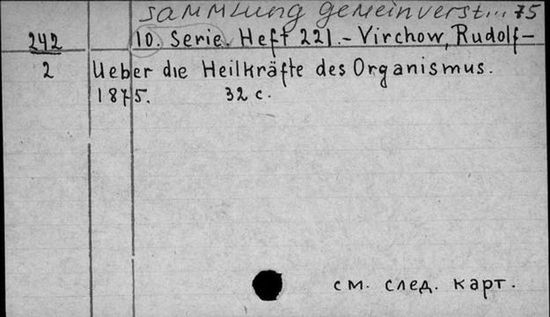 Sammlung gemeinverst... 75
242 10. Serie. Heft 221.- Virchow, Rudolf-
2 Ueber die Heilkräfte des Organismus.
1875. 32 c.
см. след. карт.